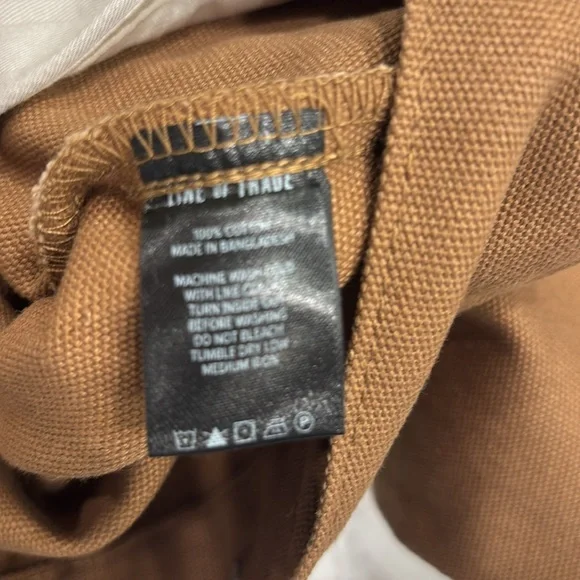 LINE OF TRADE
100% COTTON
MADE IN BANGLADESH
MACHINE WASH COLD
WITH LIKE COLORS
TURN INSIDE OUT
BEFORE WASHING
DO NOT BLEACH
TUMBLE DRY LOW
MEDIUM IRON
P